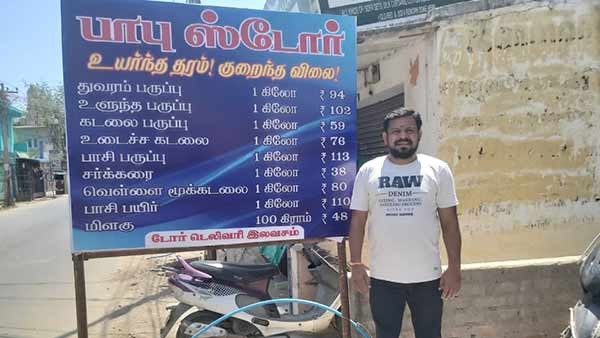 பாபு ஸ்டோர்
உயர்ந்த தரம்! குறைந்த விலை!
துவரம் பருப்பு 1 கிலோ ₹ 94
உளுந்த பருப்பு 1 கிலோ ₹ 102
கடலை பருப்பு 1 கிலோ ₹ 59
உடைச்ச கடலை 1 கிலோ ₹ 76
பாசி பருப்பு 1 கிலோ ₹ 113
சர்க்கரை 1 கிலோ ₹ 38
வெள்ளை மூக்கடலை 1 கிலோ ₹ 80
பாசி பயிர் 1 கிலோ ₹ 110
மிளகு 100 கிராம் ₹ 48
டோர் டெலிவரி இலவசம்
RAW
DENIM